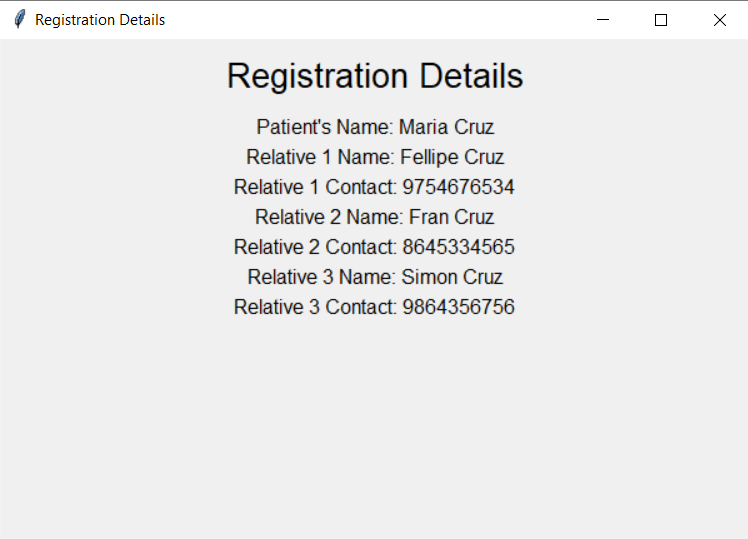 Registration Details
Registration Details
Patient's Name: Maria Cruz
Relative 1 Name: Fellipe Cruz
Relative 1 Contact: 9754676534
Relative 2 Name: Fran Cruz
Relative 2 Contact: 8645334565
Relative 3 Name: Simon Cruz
Relative 3 Contact: 9864356756